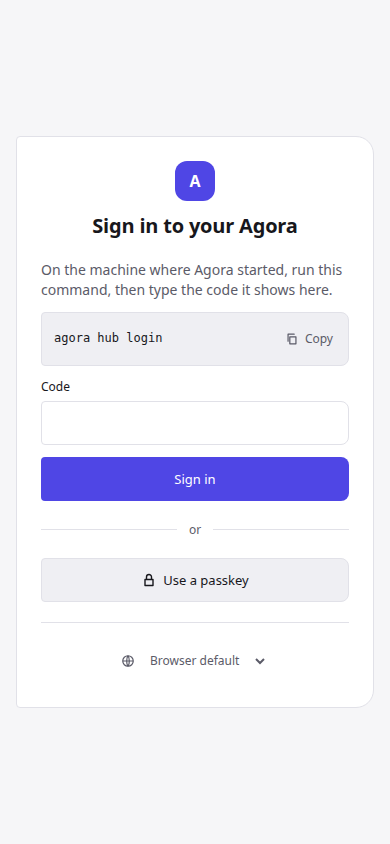 A
Sign in to your Agora
On the machine where Agora started, run this
command, then type the code it shows here.
agora hub login
Copy
Code
Sign in
or
Use a passkey
Browser default